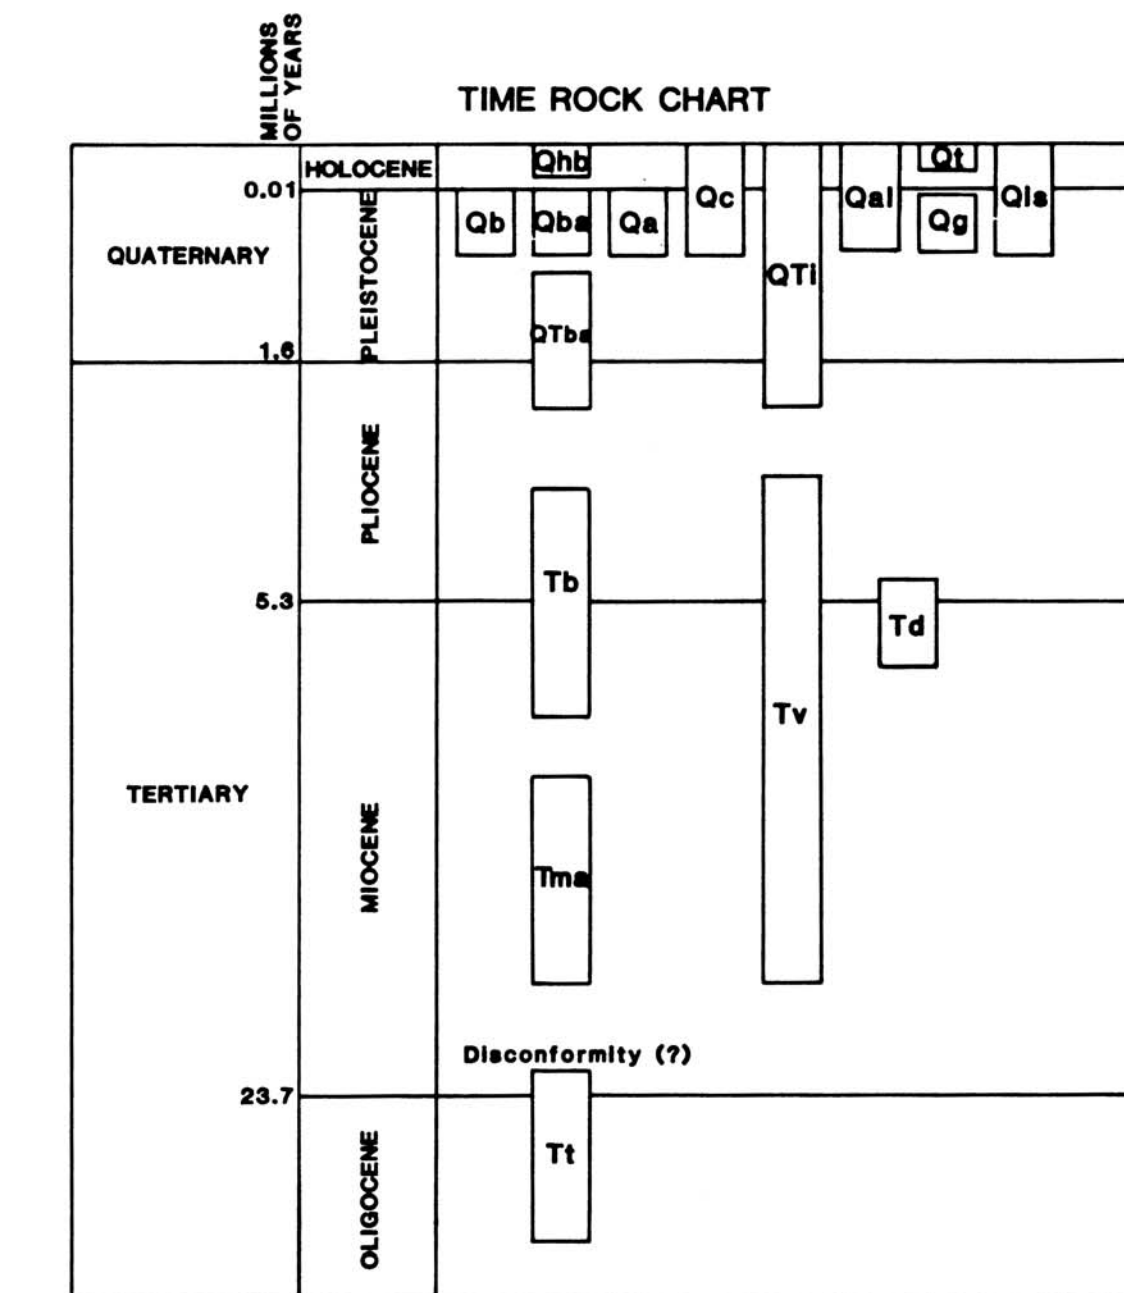 MILLIONS
OF YEARS
TIME ROCK CHART
HOLOCENE
Qhb
Qt
0.01
QUATERNARY
PLEISTOCENE
Qb
Qba
Qa
Qc
QTi
Qal
Qg
Qls
QTba
1.6
TERTIARY
PLIOCENE
Tb
5.3
Td
Tv
MIOCENE
Tma
Disconformity (?)
23.7
OLIGOCENE
Tt